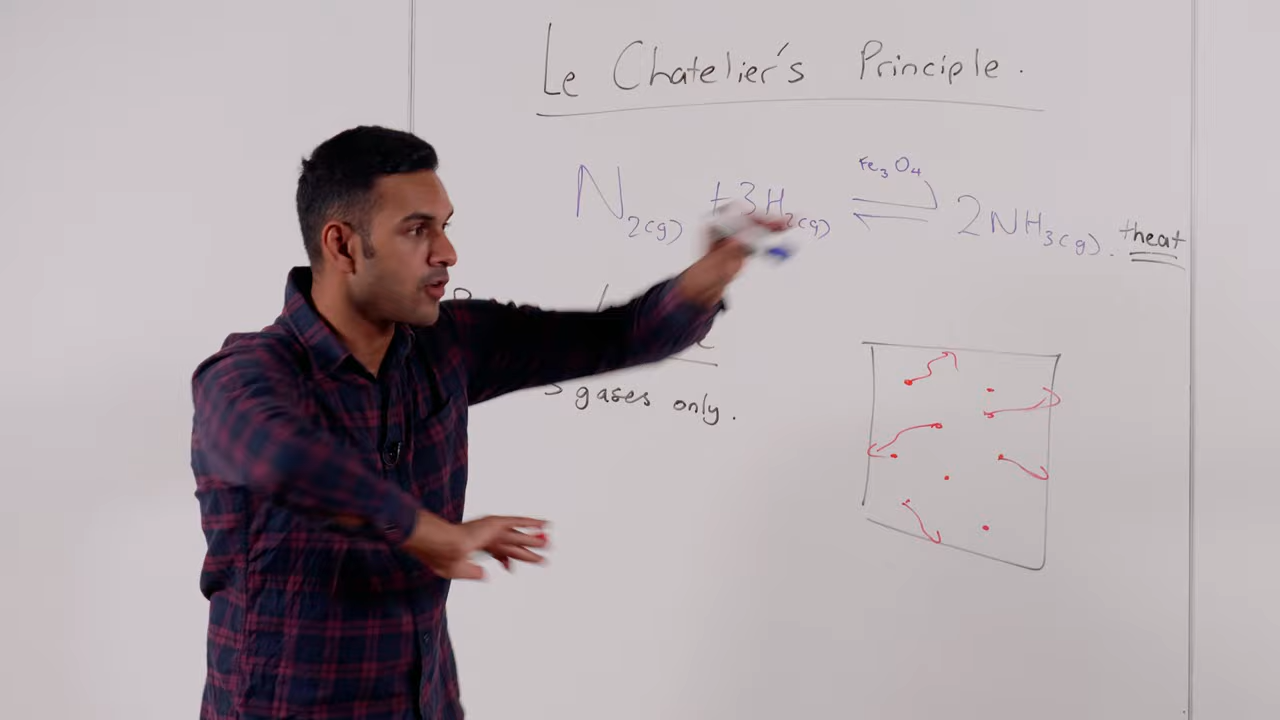 Le Chatelier's Principle.
Fe₃O₄
N₂(g) + 3H₂(g) ⇌ 2NH₃(g). + heat
gases only.